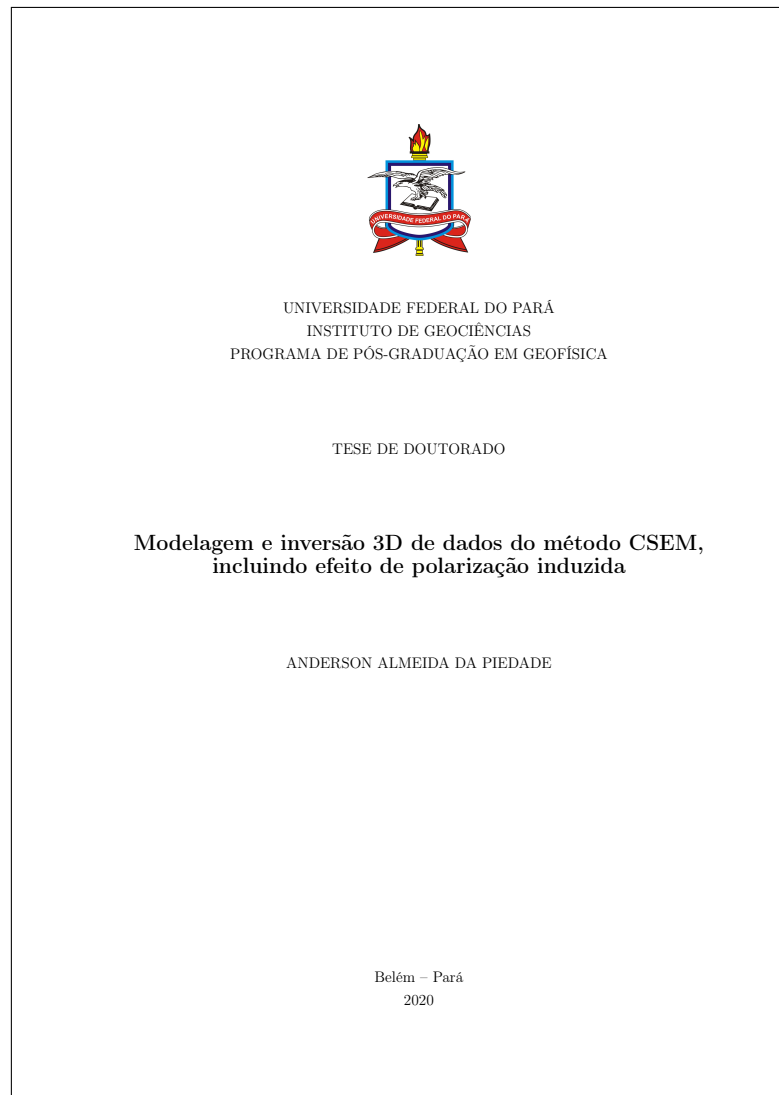 UNIVERSIDADE FEDERAL DO PARÁ
UNIVERSIDADE FEDERAL DO PARÁ
INSTITUTO DE GEOCIÊNCIAS
PROGRAMA DE PÓS-GRADUAÇÃO EM GEOFÍSICA
TESE DE DOUTORADO
Modelagem e inversão 3D de dados do método CSEM,
incluindo efeito de polarização induzida
ANDERSON ALMEIDA DA PIEDADE
Belém – Pará
2020